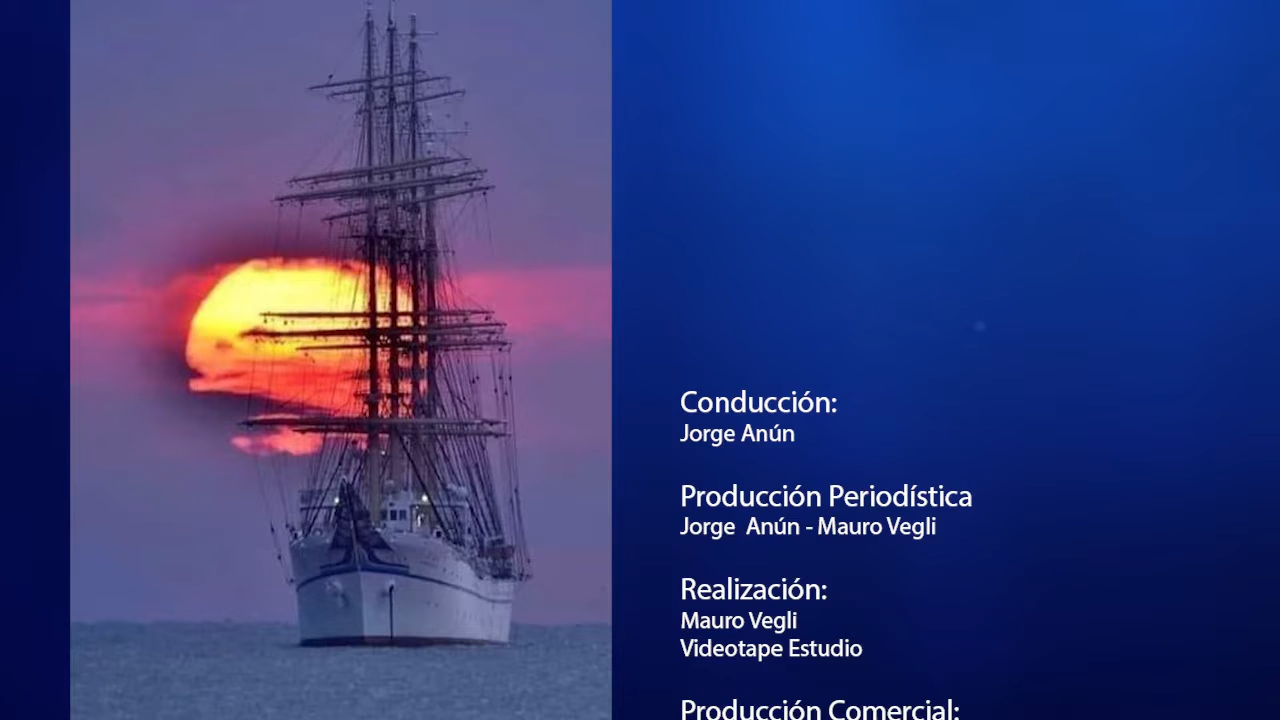 Conducción:
Jorge Anún
Producción Periodística
Jorge  Anún - Mauro Vegli
Realización:
Mauro Vegli
Videotape Estudio
Producción Comercial: